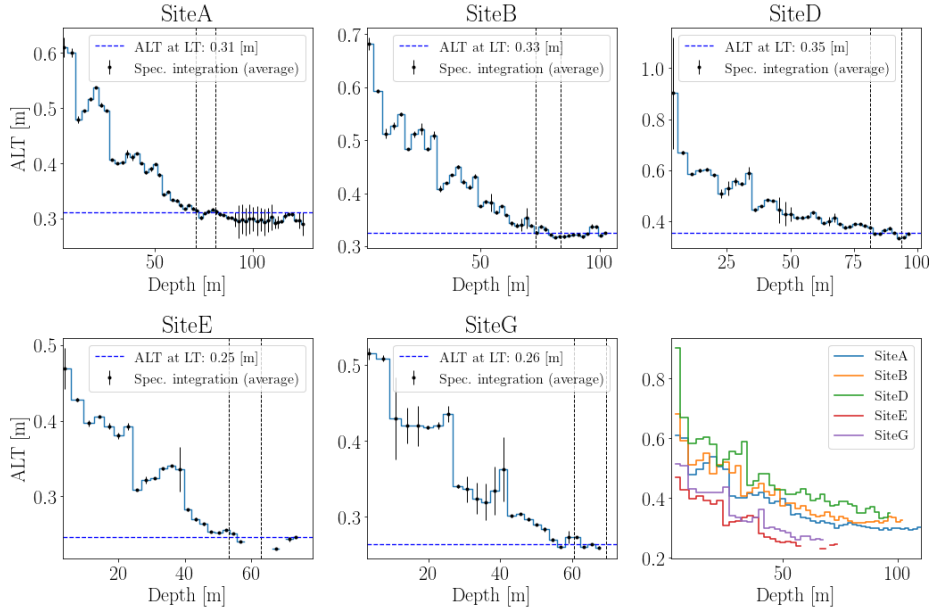 SiteA
ALT [m]
0.6
0.5
0.4
0.3
ALT at LT: 0.31 [m]
Spec. integration (average)
50
100
Depth [m]
SiteB
0.7
0.6
0.5
0.4
0.3
ALT at LT: 0.33 [m]
Spec. integration (average)
50
100
Depth [m]
SiteD
1.0
0.8
0.6
0.4
ALT at LT: 0.35 [m]
Spec. integration (average)
25
50
75
100
Depth [m]
SiteE
ALT [m]
0.5
0.4
0.3
ALT at LT: 0.25 [m]
Spec. integration (average)
20
40
60
Depth [m]
SiteG
0.5
0.4
0.3
ALT at LT: 0.26 [m]
Spec. integration (average)
20
40
60
Depth [m]
0.8
0.6
0.4
0.2
SiteA
SiteB
SiteD
SiteE
SiteG
0
50
100
Depth [m]